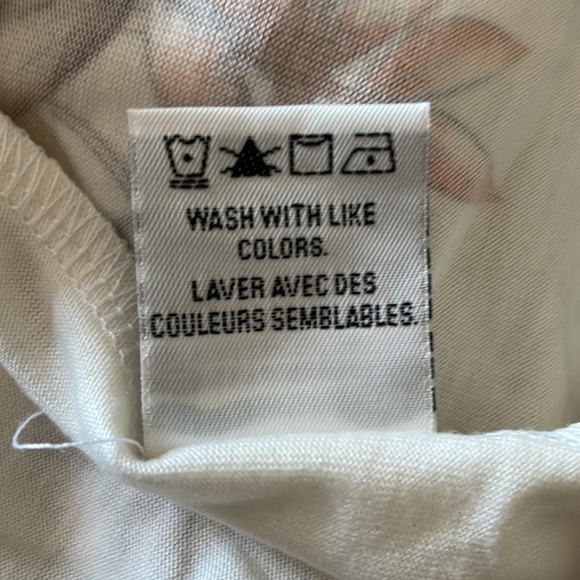 WASH WITH LIKE
COLORS.
LAVER AVEC DES
COULEURS SEMBLABLES.